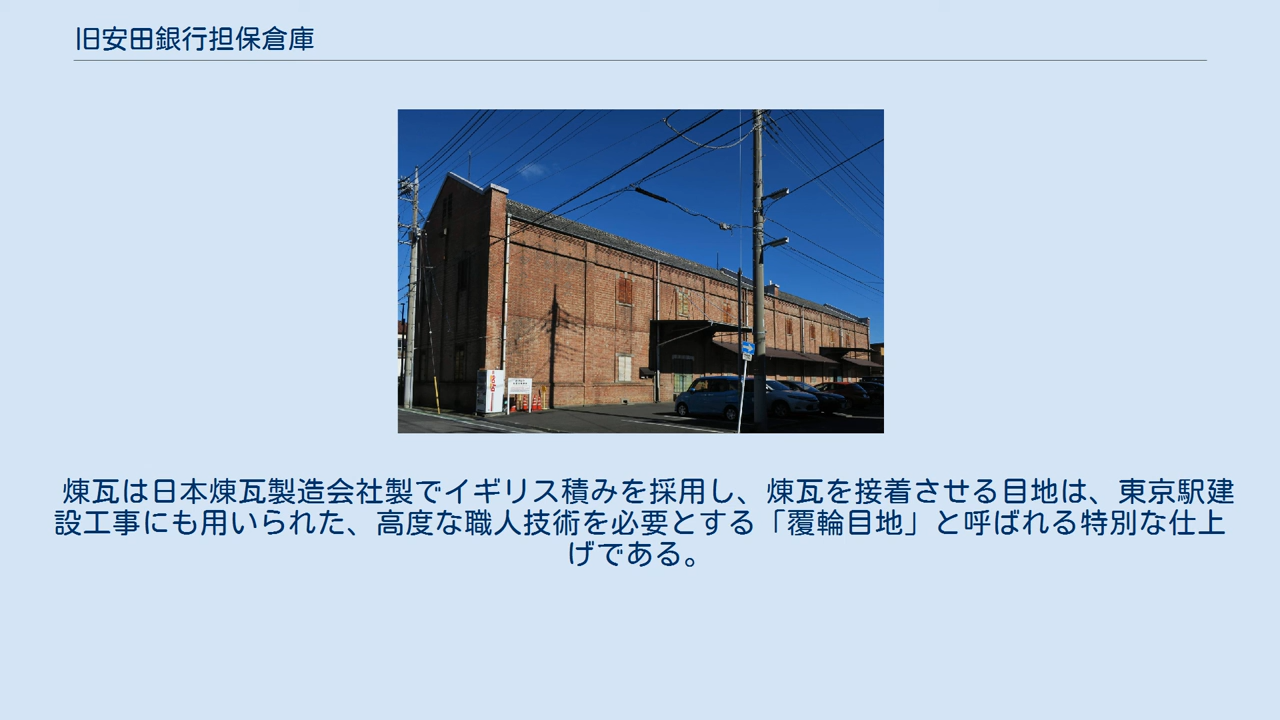 旧安田銀行担保倉庫
煉瓦は日本煉瓦製造会社製でイギリス積みを採用し、煉瓦を接着させる目地は、東京駅建
設工事にも用いられた、高度な職人技術を必要とする「覆輪目地」と呼ばれる特別な仕上
げである。